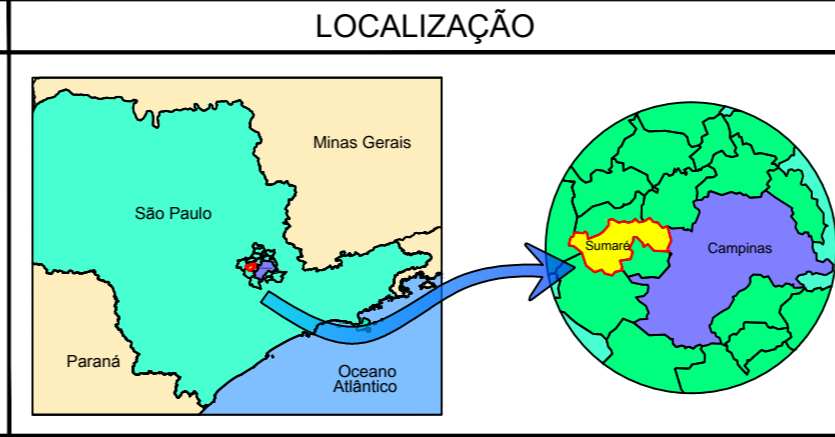 LOCALIZAÇÃO
Minas Gerais
São Paulo
Paraná
Oceano
Atlântico
Sumaré
Campinas